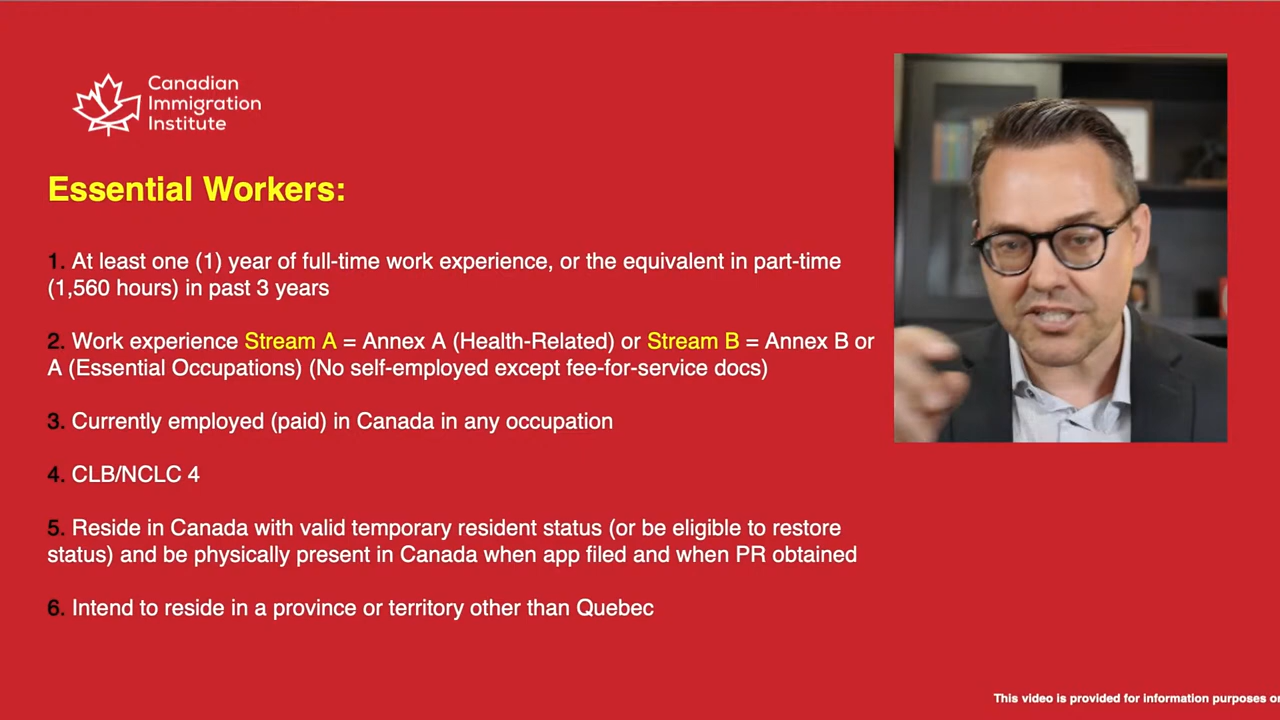 Canadian
Immigration
Institute
Essential Workers:
1. At least one (1) year of full-time work experience, or the equivalent in part-time
(1,560 hours) in past 3 years
2. Work experience Stream A = Annex A (Health-Related) or Stream B = Annex B or
A (Essential Occupations) (No self-employed except fee-for-service docs)
3. Currently employed (paid) in Canada in any occupation
4. CLB/NCLC 4
5. Reside in Canada with valid temporary resident status (or be eligible to restore
status) and be physically present in Canada when app filed and when PR obtained
6. Intend to reside in a province or territory other than Quebec
This video is provided for information purposes